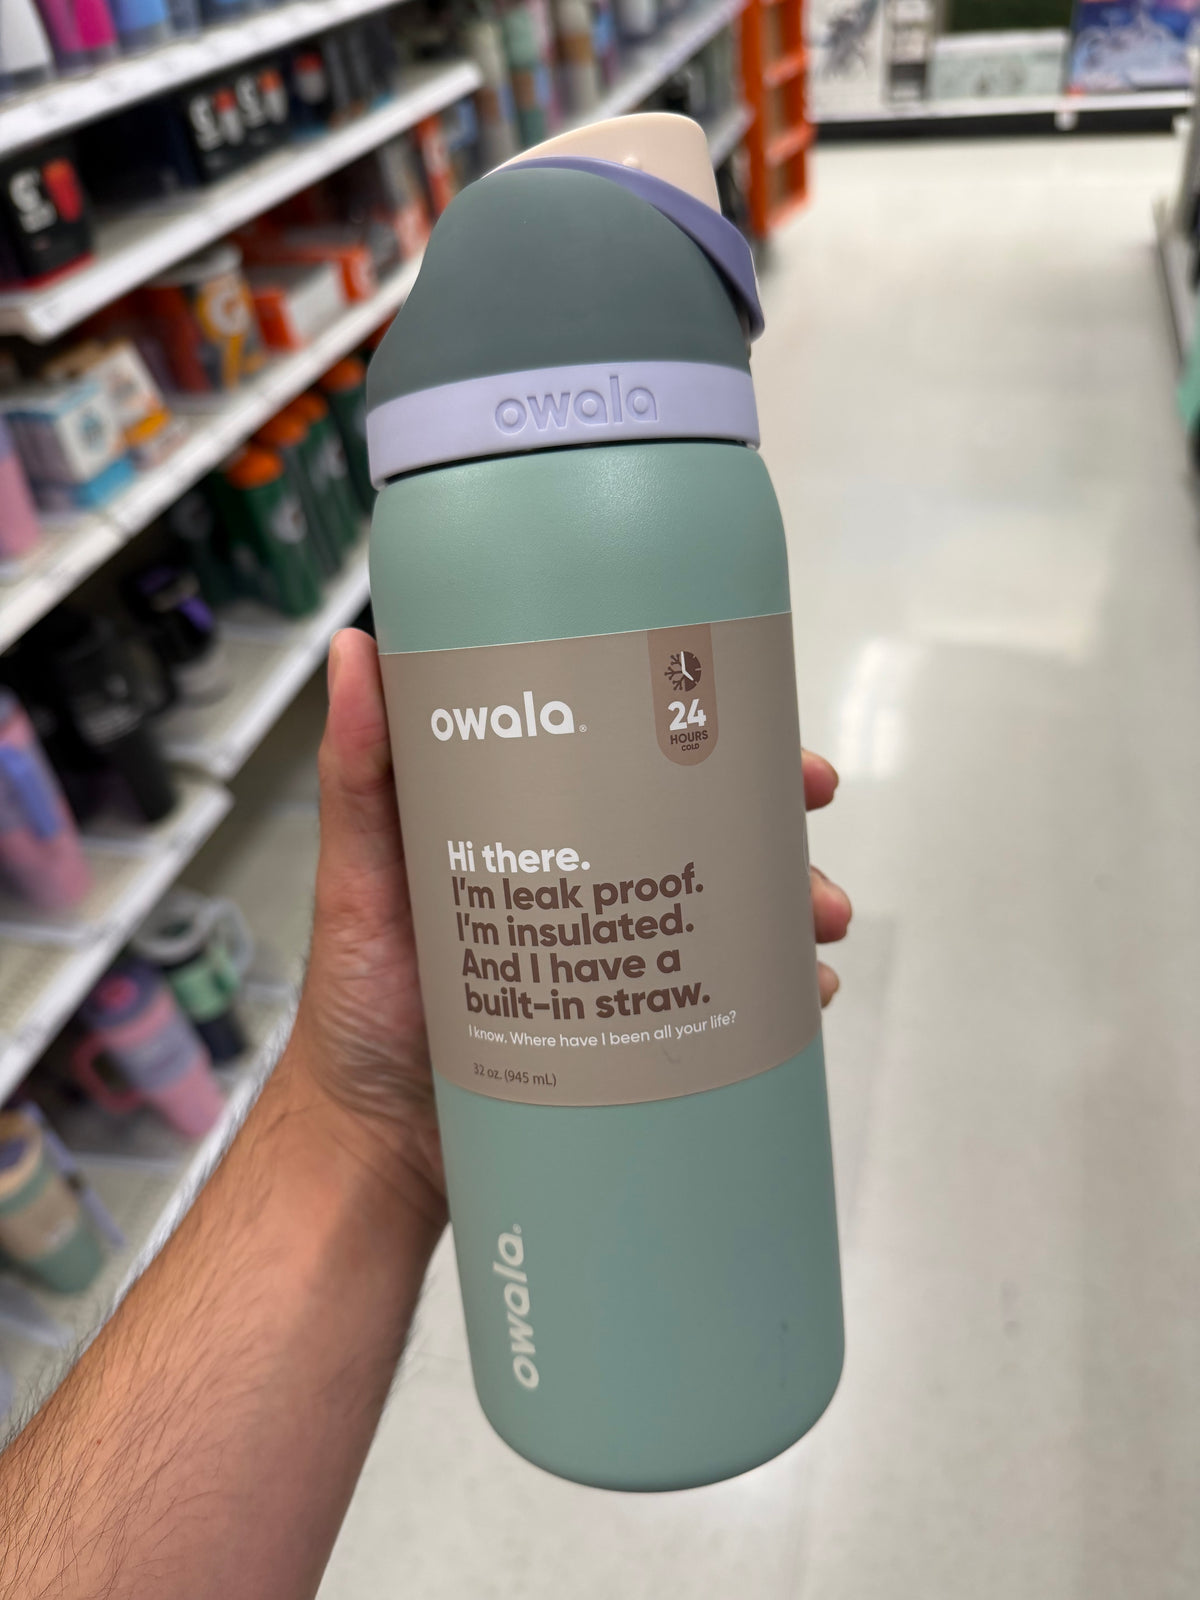 owala
owala®
24
HOURS
COLD
Hi there.
I'm leak proof.
I'm insulated.
And I have a
built-in straw.
I know. Where have I been all your life?
32 oz. (945 mL)
owala®